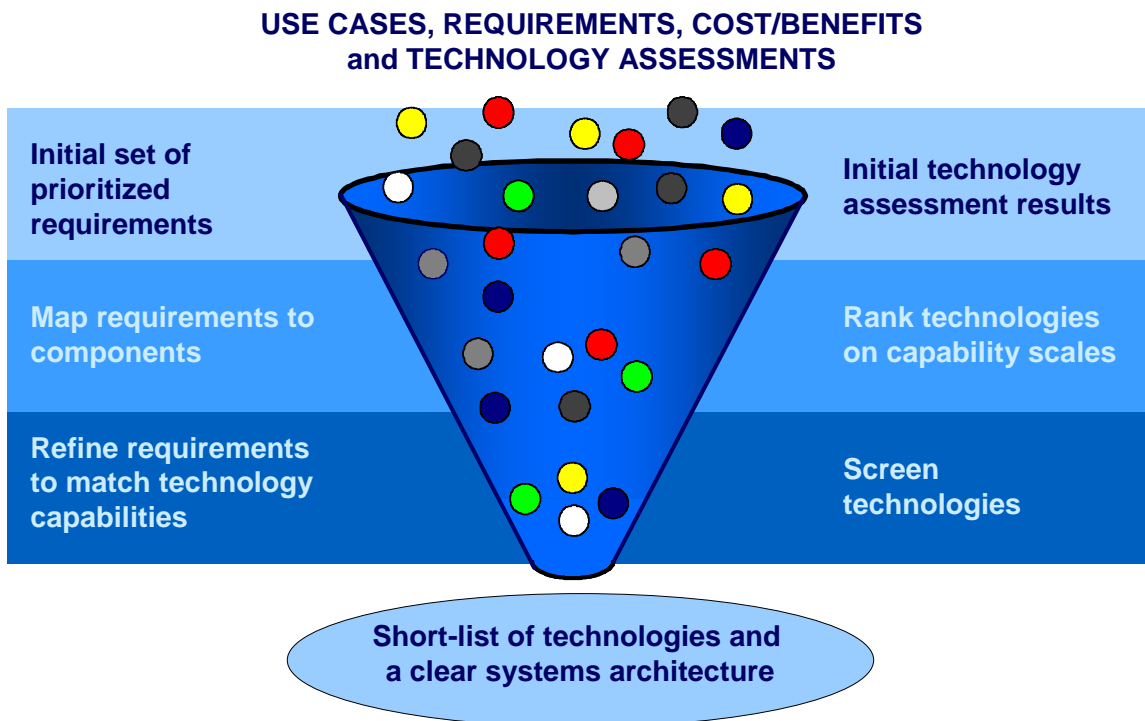 USE CASES, REQUIREMENTS, COST/BENEFITS
and TECHNOLOGY ASSESSMENTS
Initial set of
prioritized
requirements
Initial technology
assessment results
Map requirements to
components
Rank technologies
on capability scales
Refine requirements
to match technology
capabilities
Screen
technologies
Short-list of technologies and
a clear systems architecture